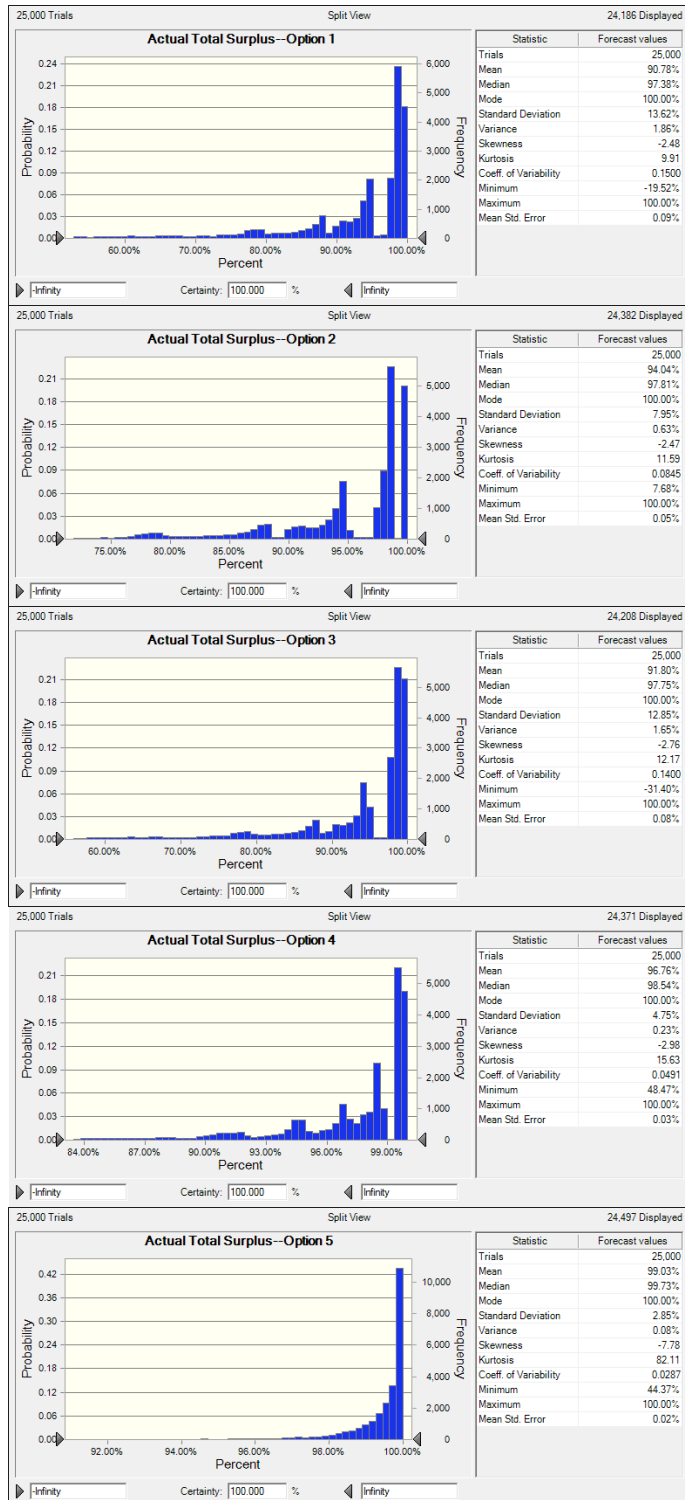 25,000 Trials Split View 24,186 Displayed
Actual Total Surplus--Option 1
Statistic Forecast values
Trials 25,000
Mean 90.78%
Median 97.38%
Mode 100.00%
Standard Deviation 13.62%
Variance 1.86%
Skewness -2.48
Kurtosis 9.91
Coeff. of Variability 0.1500
Minimum -19.52%
Maximum 100.00%
Mean Std. Error 0.09%
Probability
0.24
0.21
0.18
0.15
0.12
0.09
0.06
0.03
0.00
Frequency
6,000
5,000
4,000
3,000
2,000
1,000
0
60.00% 70.00% 80.00% 90.00% 100.00%
Percent
-Infinity Certainty: 100.000 % Infinity
25,000 Trials Split View 24,382 Displayed
Actual Total Surplus--Option 2
Statistic Forecast values
Trials 25,000
Mean 94.04%
Median 97.81%
Mode 100.00%
Standard Deviation 7.95%
Variance 0.63%
Skewness -2.47
Kurtosis 11.59
Coeff. of Variability 0.0845
Minimum 7.68%
Maximum 100.00%
Mean Std. Error 0.05%
Probability
0.21
0.18
0.15
0.12
0.09
0.06
0.03
0.00
Frequency
5,000
4,000
3,000
2,000
1,000
0
75.00% 80.00% 85.00% 90.00% 95.00% 100.00%
Percent
-Infinity Certainty: 100.000 % Infinity
25,000 Trials Split View 24,208 Displayed
Actual Total Surplus--Option 3
Statistic Forecast values
Trials 25,000
Mean 91.80%
Median 97.75%
Mode 100.00%
Standard Deviation 12.85%
Variance 1.65%
Skewness -2.76
Kurtosis 12.17
Coeff. of Variability 0.1400
Minimum -31.40%
Maximum 100.00%
Mean Std. Error 0.08%
Probability
0.21
0.18
0.15
0.12
0.09
0.06
0.03
0.00
Frequency
5,000
4,000
3,000
2,000
1,000
0
60.00% 70.00% 80.00% 90.00% 100.00%
Percent
-Infinity Certainty: 100.000 % Infinity
25,000 Trials Split View 24,371 Displayed
Actual Total Surplus--Option 4
Statistic Forecast values
Trials 25,000
Mean 96.76%
Median 98.54%
Mode 100.00%
Standard Deviation 4.75%
Variance 0.23%
Skewness -2.98
Kurtosis 15.63
Coeff. of Variability 0.0491
Minimum 48.47%
Maximum 100.00%
Mean Std. Error 0.03%
Probability
0.21
0.18
0.15
0.12
0.09
0.06
0.03
0.00
Frequency
5,000
4,000
3,000
2,000
1,000
0
84.00% 87.00% 90.00% 93.00% 96.00% 99.00%
Percent
-Infinity Certainty: 100.000 % Infinity
25,000 Trials Split View 24,497 Displayed
Actual Total Surplus--Option 5
Statistic Forecast values
Trials 25,000
Mean 99.03%
Median 99.73%
Mode 100.00%
Standard Deviation 2.85%
Variance 0.08%
Skewness -7.78
Kurtosis 82.11
Coeff. of Variability 0.0287
Minimum 44.37%
Maximum 100.00%
Mean Std. Error 0.02%
Probability
0.42
0.36
0.30
0.24
0.18
0.12
0.06
0.00
Frequency
10,000
8,000
6,000
4,000
2,000
0
92.00% 94.00% 96.00% 98.00% 100.00%
Percent
-Infinity Certainty: 100.000 % Infinity